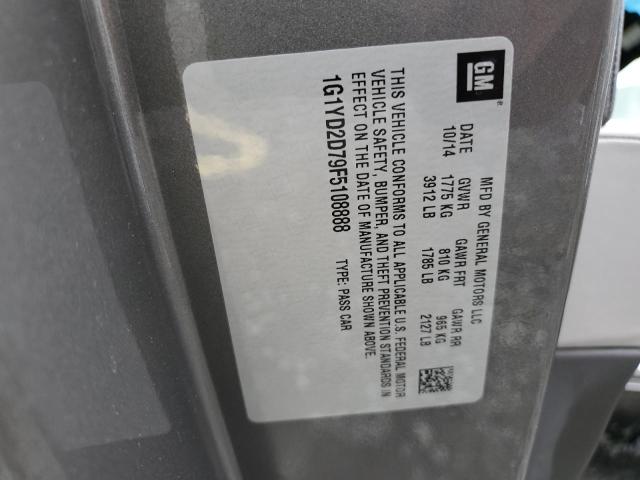 GM®
MFD BY GENERAL MOTORS LLC
DATE GVWR GAWR FRT GAWR RR
10/14 1775 KG 810 KG 965 KG
3912 LB 1785 LB 2127 LB
THIS VEHICLE CONFORMS TO ALL APPLICABLE U.S. FEDERAL MOTOR
VEHICLE SAFETY, BUMPER, AND THEFT PREVENTION STANDARDS IN
EFFECT ON THE DATE OF MANUFACTURE SHOWN ABOVE.
1G1YD2D79F5108888 TYPE: PASS CAR